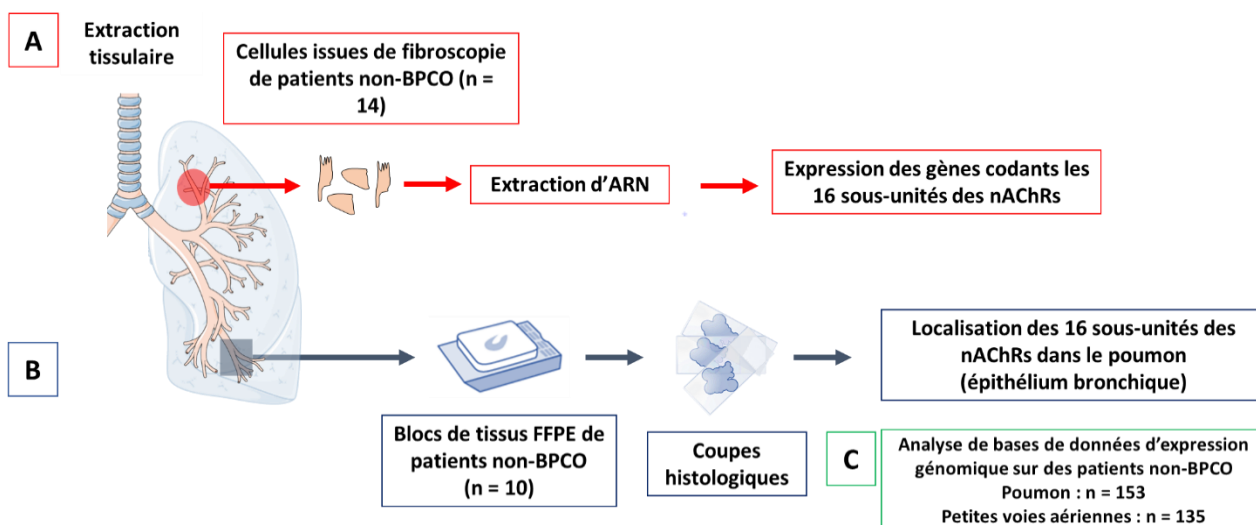 A
Extraction
tissulaire
Cellules issues de fibroscopie
de patients non-BPCO (n =
14)
Extraction d'ARN
Expression des gènes codants les
16 sous-unités des nAChRs
B
Localisation des 16 sous-unités des
nAChRs dans le poumon
(épithélium bronchique)
Blocs de tissus FFPE de
patients non-BPCO
(n = 10)
Coupes
histologiques
C
Analyse de bases de données d'expression
génomique sur des patients non-BPCO
Poumon : n = 153
Petites voies aériennes : n = 135